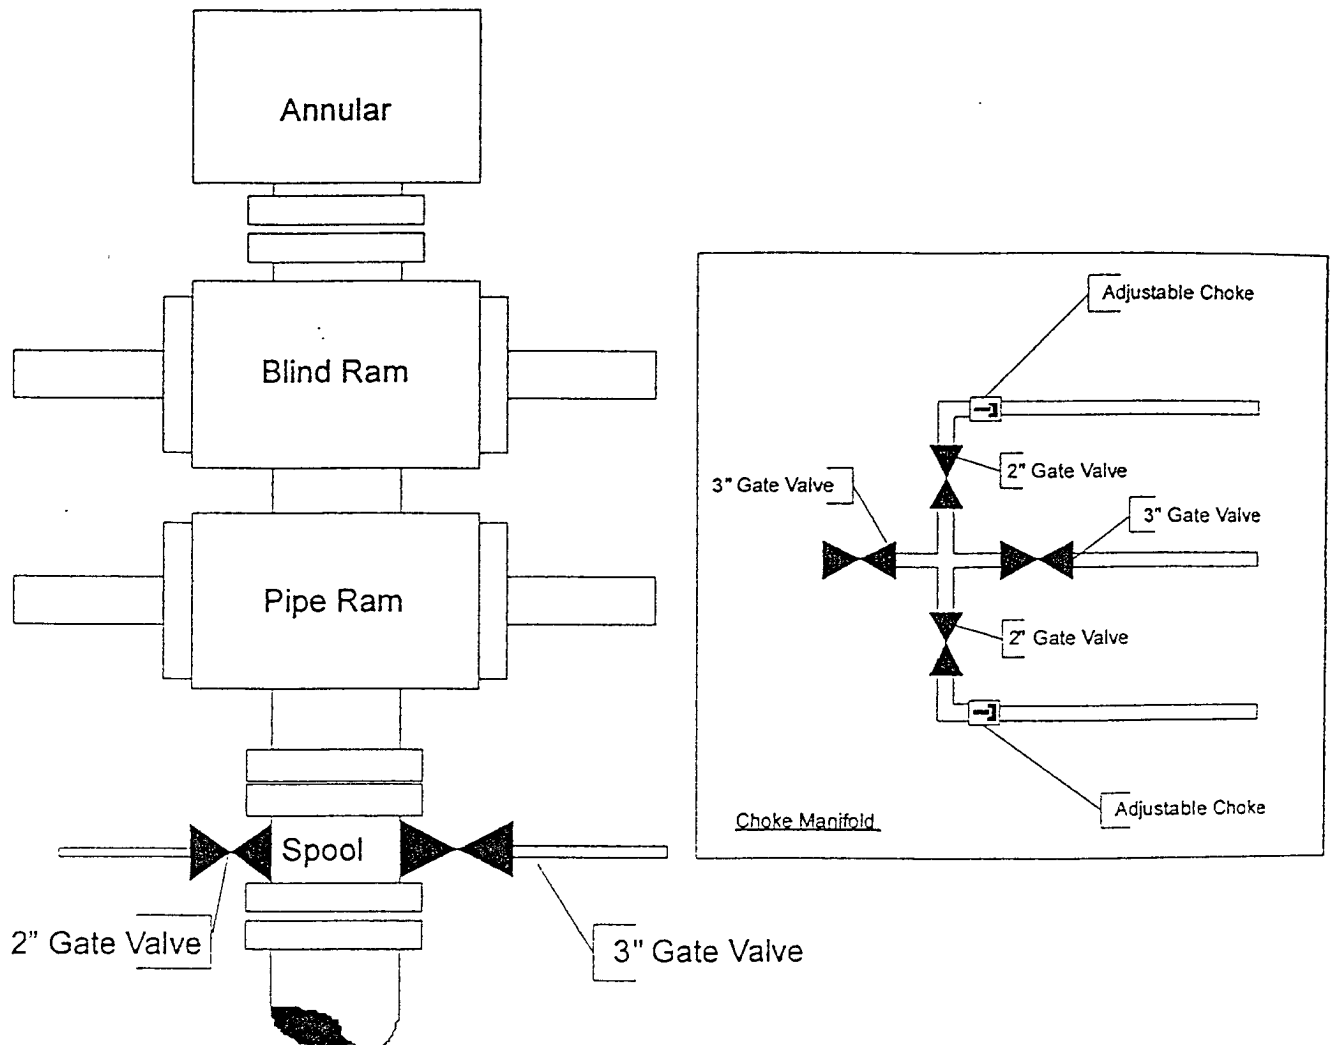 Annular
Blind Ram
Pipe Ram
Spool
2" Gate Valve
3" Gate Valve
Adjustable Choke
2" Gate Valve
3" Gate Valve
3" Gate Valve
2" Gate Valve
Adjustable Choke
Choke Manifold